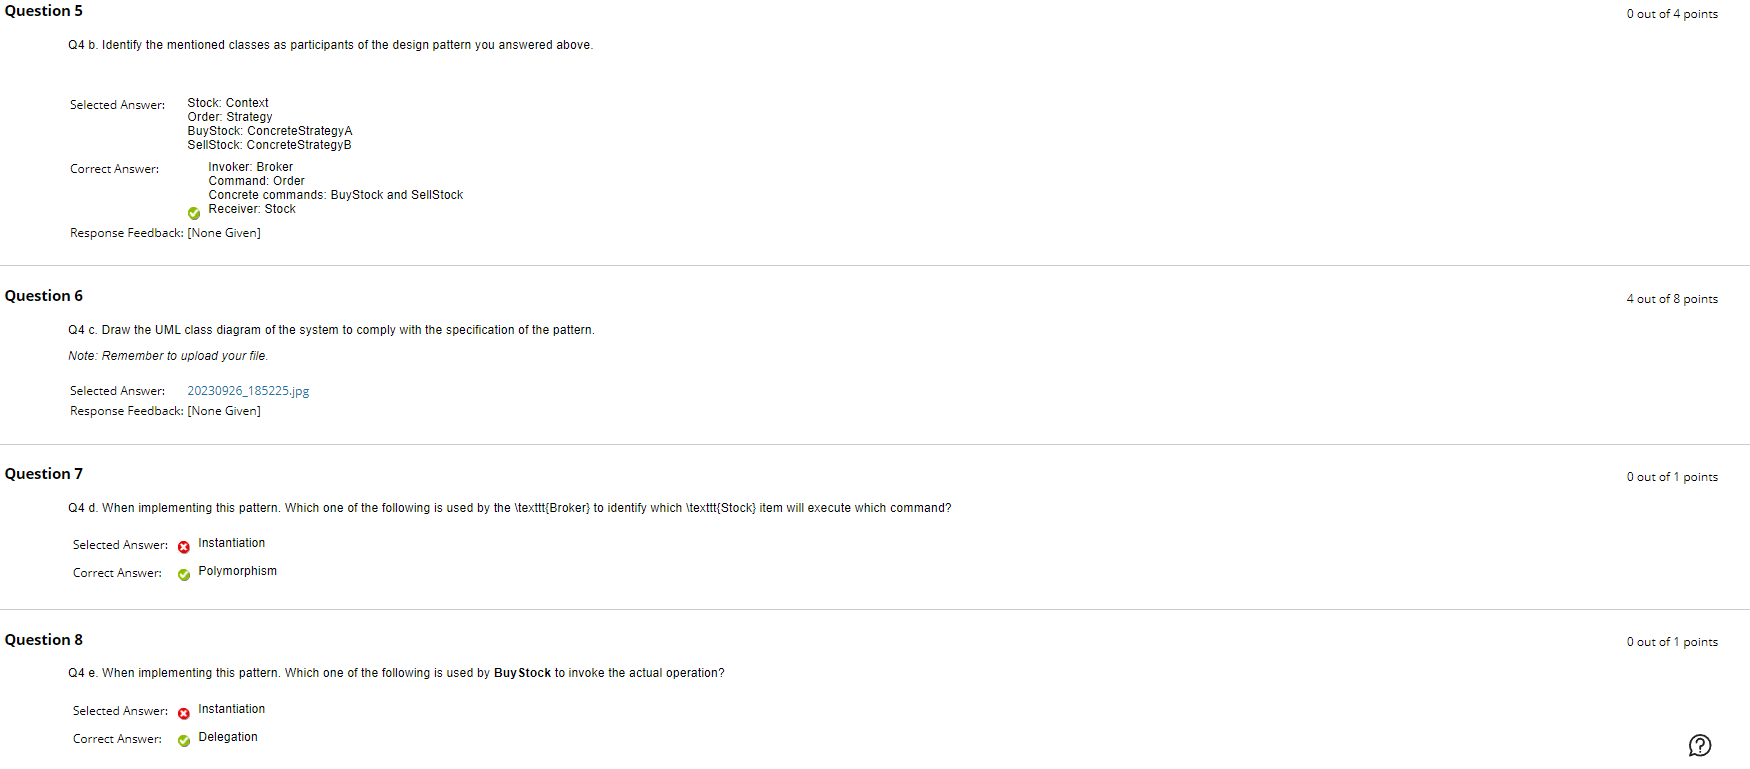 Question 5
0 out of 4 points
Q4 b. Identify the mentioned classes as participants of the design pattern you answered above.
Selected Answer: Stock: Context
Order: Strategy
BuyStock: ConcreteStrategyA
SellStock: ConcreteStrategyB
Correct Answer: Invoker: Broker
Command: Order
Concrete commands: BuyStock and SellStock
Receiver: Stock
Response Feedback: [None Given]
Question 6
4 out of 8 points
Q4 c. Draw the UML class diagram of the system to comply with the specification of the pattern.
Note: Remember to upload your file.
Selected Answer: 20230926_185225.jpg
Response Feedback: [None Given]
Question 7
0 out of 1 points
Q4 d. When implementing this pattern. Which one of the following is used by the \texttt{Broker} to identify which \texttt{Stock} item will execute which command?
Selected Answer: Instantiation
Correct Answer: Polymorphism
Question 8
0 out of 1 points
Q4 e. When implementing this pattern. Which one of the following is used by BuyStock to invoke the actual operation?
Selected Answer: Instantiation
Correct Answer: Delegation